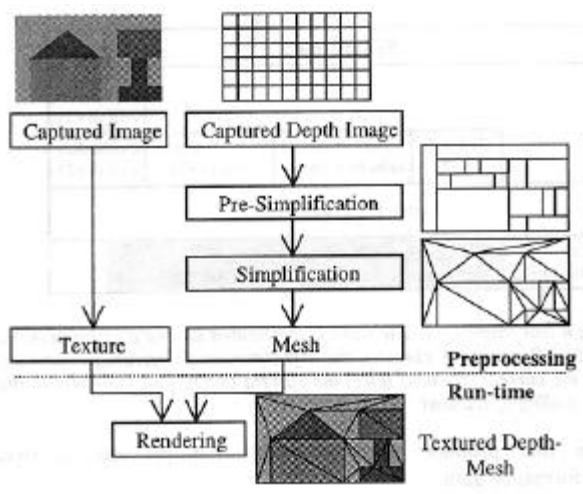 Captured Image
Captured Depth Image
Pre-Simplification
Simplification
Texture
Mesh
Preprocessing
Run-time
Rendering
Textured Depth-
Mesh